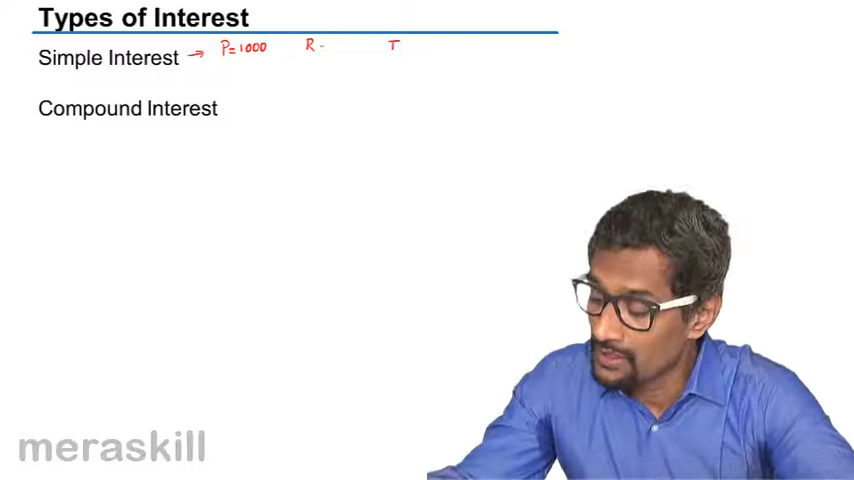 Types of Interest
Simple Interest → P=1000 R - T
Compound Interest
meraskill